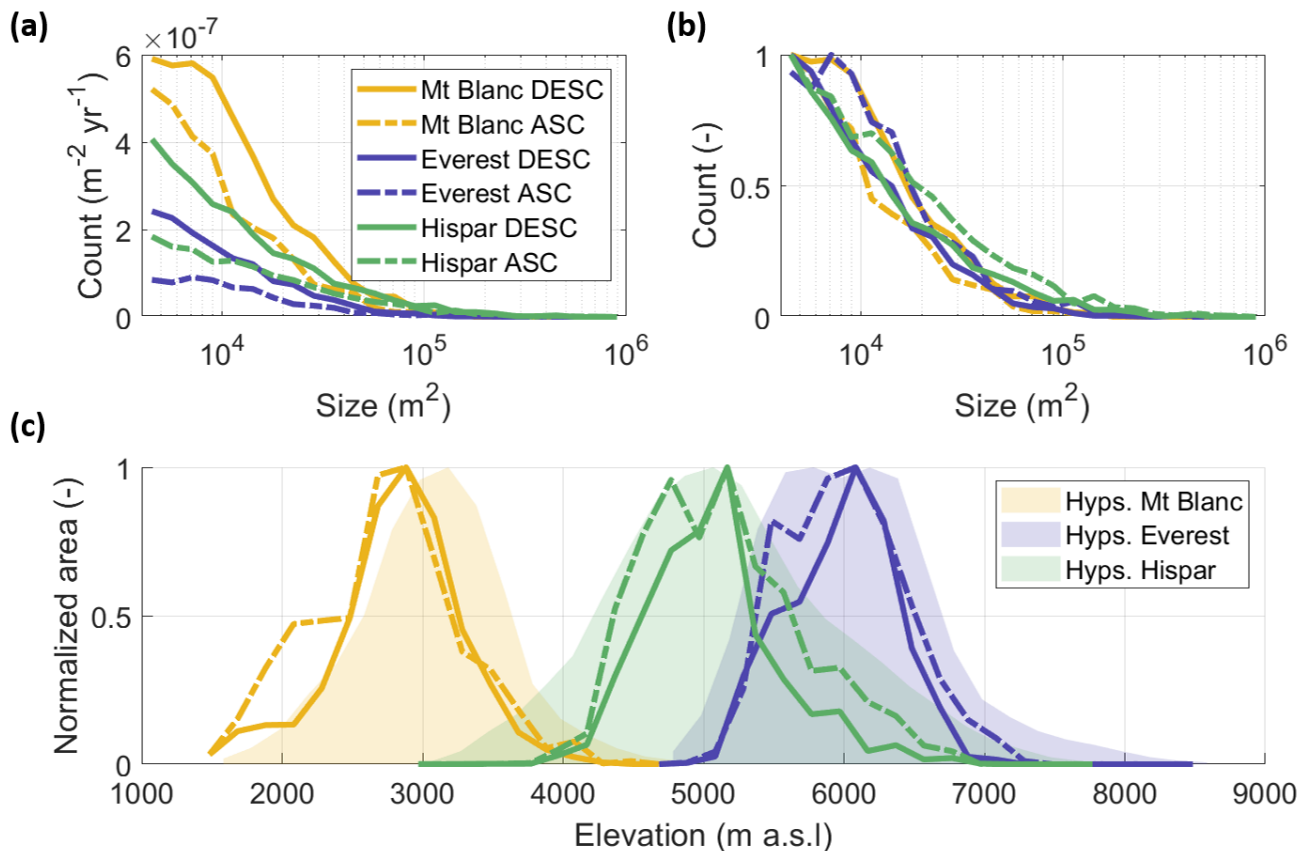 (a)
×10⁻⁷
6
4
2
0
Count (m⁻² yr⁻¹)
10⁴
10⁵
10⁶
Size (m²)
Mt Blanc DESC
Mt Blanc ASC
Everest DESC
Everest ASC
Hispar DESC
Hispar ASC
(b)
1
0.5
0
Count (-)
10⁴
10⁵
10⁶
Size (m²)
(c)
1
0.5
0
Normalized area (-)
Hyps. Mt Blanc
Hyps. Everest
Hyps. Hispar
1000 2000 3000 4000 5000 6000 7000 8000 9000
Elevation (m a.s.l)